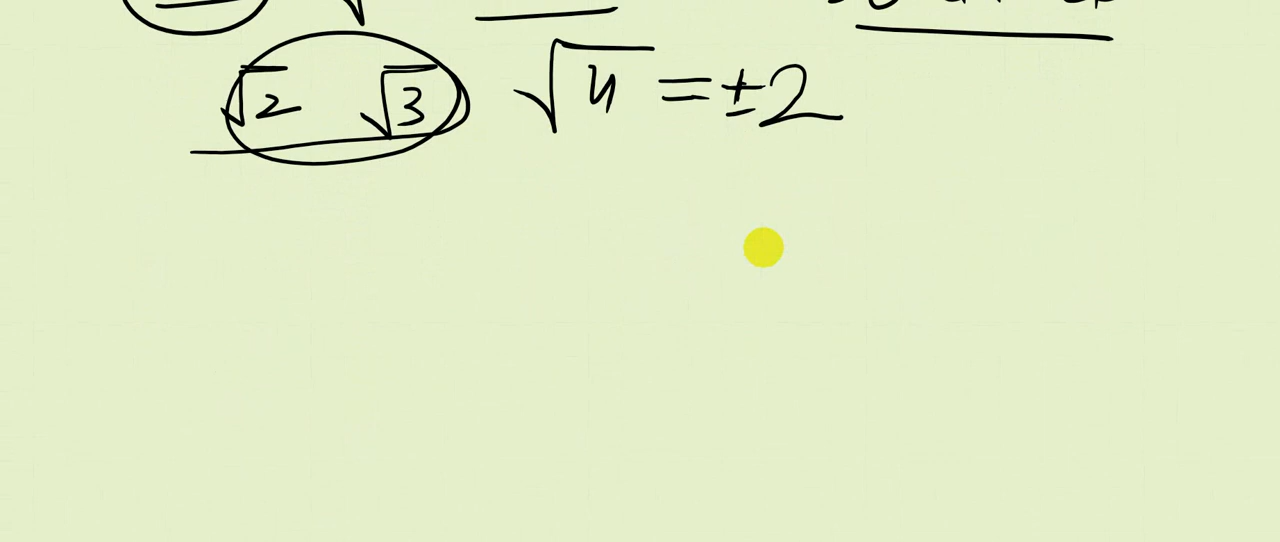 √2 √3 √4 = ±2